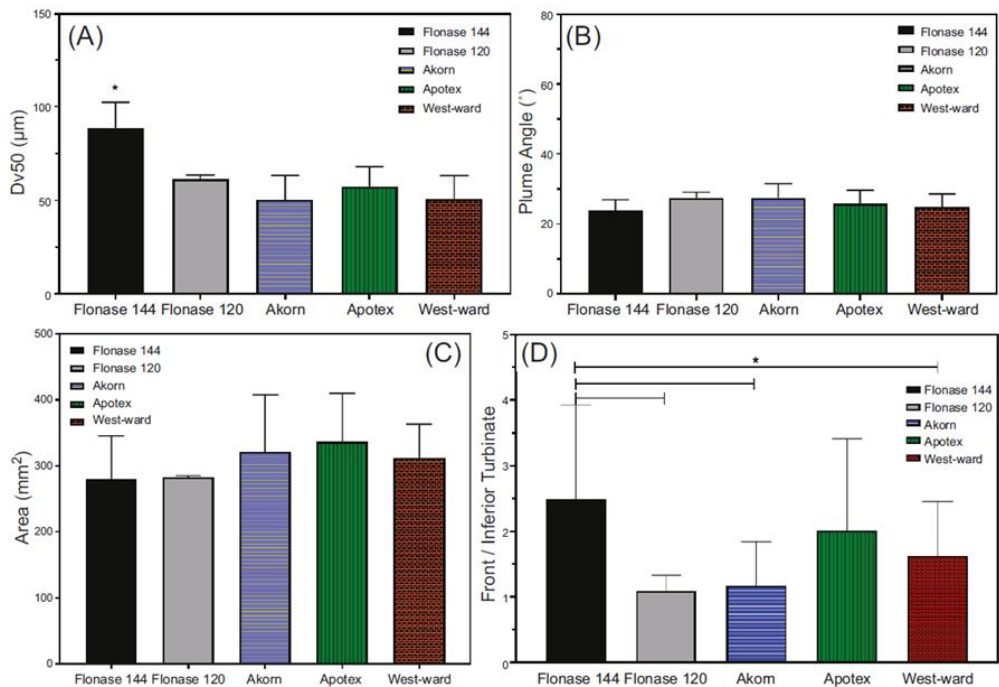 (A)
Dv50 (µm)
150
100
50
0
*
Flonase 144
Flonase 120
Akorn
Apotex
West-ward
Flonase 144 Flonase 120 Akorn Apotex West-ward
(B)
Plume Angle (°)
80
60
40
20
0
Flonase 144
Flonase 120
Akorn
Apotex
West-ward
Flonase 144 Flonase 120 Akorn Apotex West-ward
(C)
Area (mm²)
500
400
300
200
100
0
Flonase 144
Flonase 120
Akorn
Apotex
West-ward
Flonase 144 Flonase 120 Akorn Apotex West-ward
(D)
Front / Inferior Turbinate
5
4
3
2
1
0
*
Flonase 144
Flonase 120
Akorn
Apotex
West-ward
Flonase 144 Flonase 120 Akorn Apotex West-ward